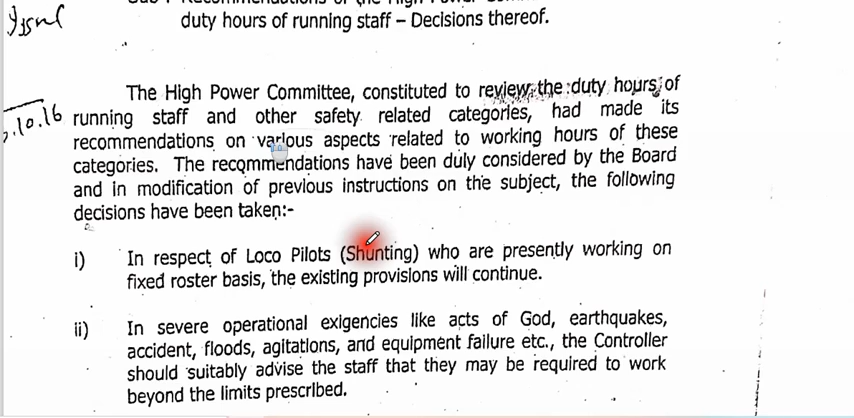 duty hours of running staff – Decisions thereof.
The High Power Committee, constituted to review the duty hours of
.10.16 running staff and other safety related categories, had made its
recommendations on various aspects related to working hours of these
categories. The recommendations have been duly considered by the Board
and in modification of previous instructions on the subject, the following
decisions have been taken:-
i) In respect of Loco Pilots (Shunting) who are presently working on
fixed roster basis, the existing provisions will continue.
ii) In severe operational exigencies like acts of God, earthquakes,
accident, floods, agitations, and equipment failure etc., the Controller
should suitably advise the staff that they may be required to work
beyond the limits prescribed.